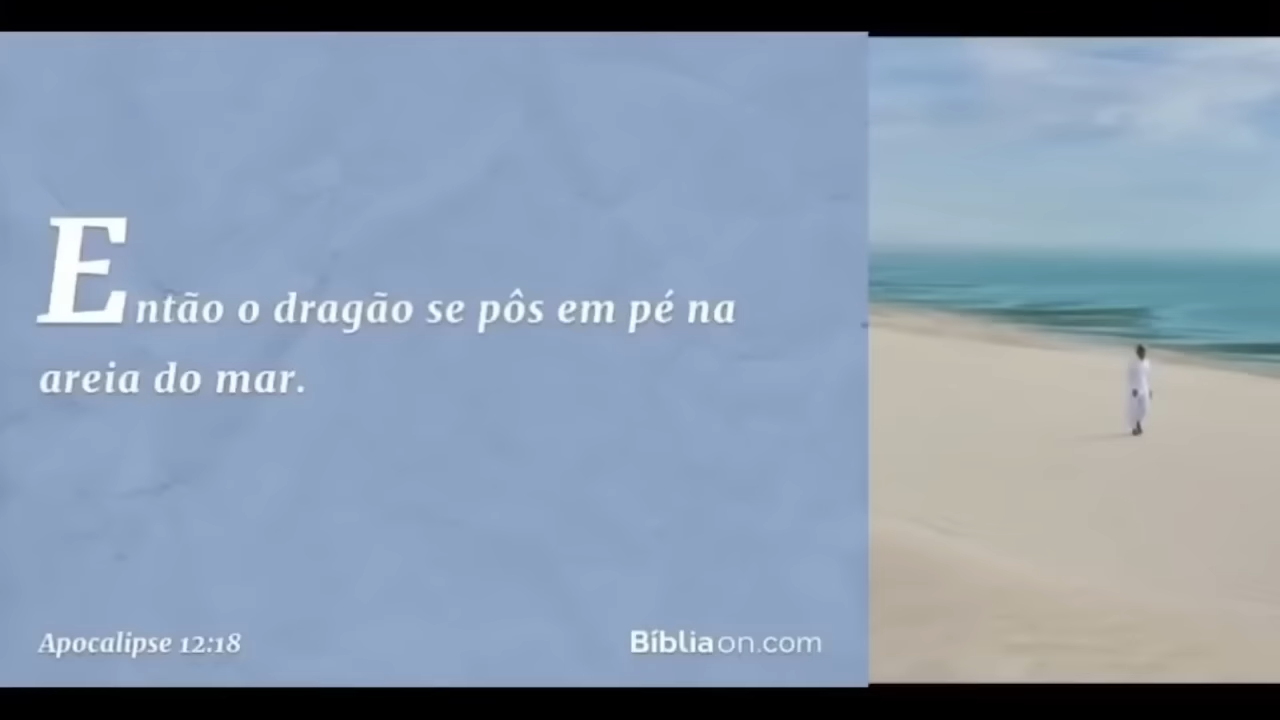 Então o dragão se pôs em pé na
areia do mar.
Apocalipse 12:18
Bíbliaon.com